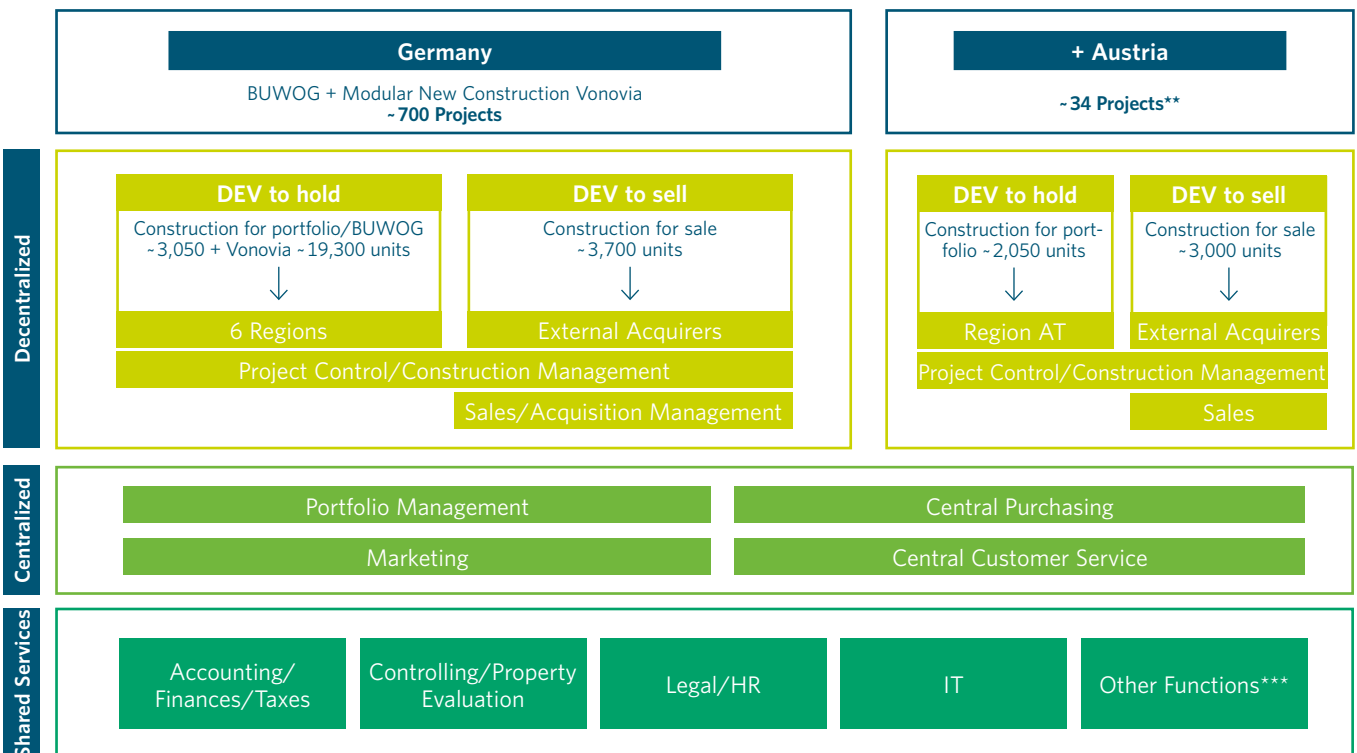 Germany
BUWOG + Modular New Construction Vonovia
~700 Projects
+ Austria
~34 Projects**
Decentralized
DEV to hold
Construction for portfolio/BUWOG
~3,050 + Vonovia ~19,300 units
6 Regions
DEV to sell
Construction for sale
~3,700 units
External Acquirers
Project Control/Construction Management
Sales/Acquisition Management
DEV to hold
Construction for port-
folio ~2,050 units
Region AT
DEV to sell
Construction for sale
~3,000 units
External Acquirers
Project Control/Construction Management
Sales
Centralized
Portfolio Management
Central Purchasing
Marketing
Central Customer Service
Shared Services
Accounting/
Finances/Taxes
Controlling/Property
Evaluation
Legal/HR
IT
Other Functions***